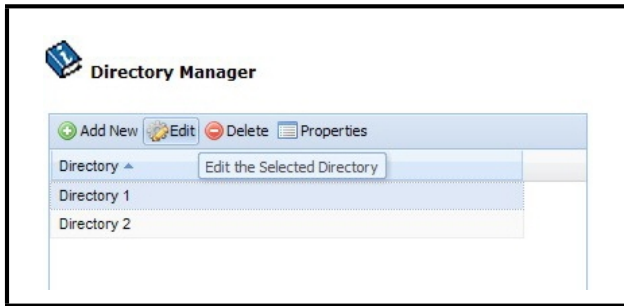 Directory Manager
Add New Edit Delete Properties
Directory
Edit the Selected Directory
Directory 1
Directory 2